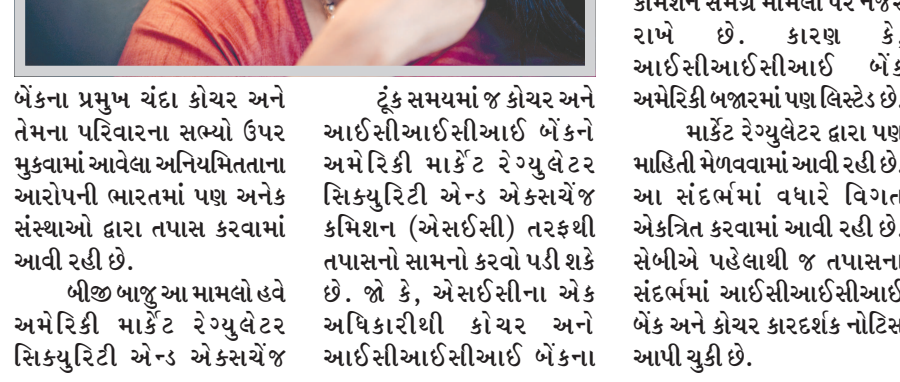 બેંકના પ્રમુખ ચંદા કોચર અને
તેમના પરિવારના સભ્યો ઉપર
મુકવામાં આવેલા અનિયમિતતાના
આરોપની ભારતમાં પણ અનેક
સંસ્થાઓ દ્વારા તપાસ કરવામાં
આવી રહી છે.
બીજી બાજુ આ મામલો હવે
અમેરિકી માર્કેટ રેગ્યુલેટર
સિક્યુરિટી એન્ડ એક્સચેંજ
ટૂંક સમયમાં જ કોચર અને
આઈસીઆઈસીઆઈ બેંકને
અમેરિકી માર્કેટ રેગ્યુલેટર
સિક્યુરિટી એન્ડ એક્સચેંજ
કમિશન (એસઈસી) તરફથી
તપાસનો સામનો કરવો પડી શકે
છે. જો કે, એસઈસીના એક
અધિકારીથી કોચર અને
આઈસીઆઈસીઆઈ બેંકના
કમિશન સમગ્ર મામલા પર નજર
રાખે છે. કારણ કે,
આઈસીઆઈસીઆઈ બેંક
અમેરિકી બજારમાં પણ લિસ્ટેડ છે.
માર્કેટ રેગ્યુલેટર દ્વારા પણ
માહિતી મેળવવામાં આવી રહી છે.
આ સંદર્ભમાં વધારે વિગત
એકત્રિત કરવામાં આવી રહી છે.
સેબીએ પહેલાથી જ તપાસના
સંદર્ભમાં આઈસીઆઈસીઆઈ
બેંક અને કોચર કારદર્શક નોટિસ
આપી ચુકી છે.